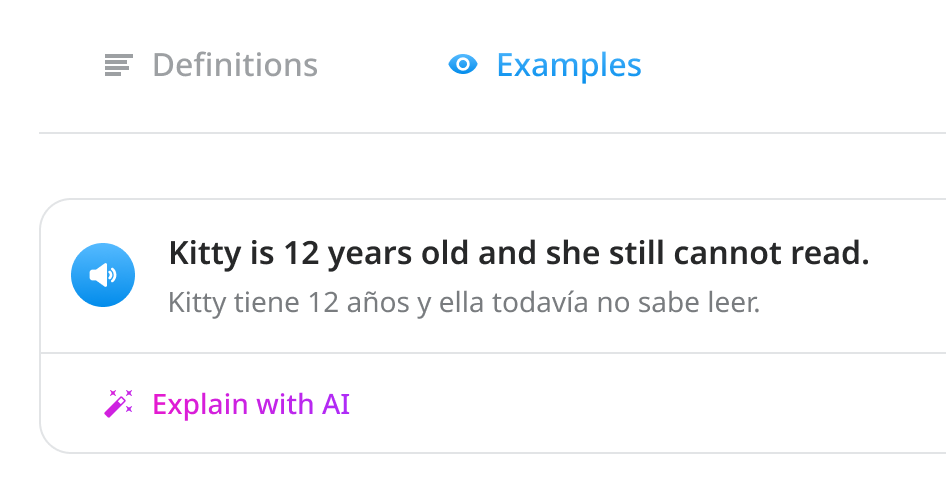 Definitions
Examples
Kitty is 12 years old and she still cannot read.
Kitty tiene 12 años y ella todavía no sabe leer.
Explain with AI